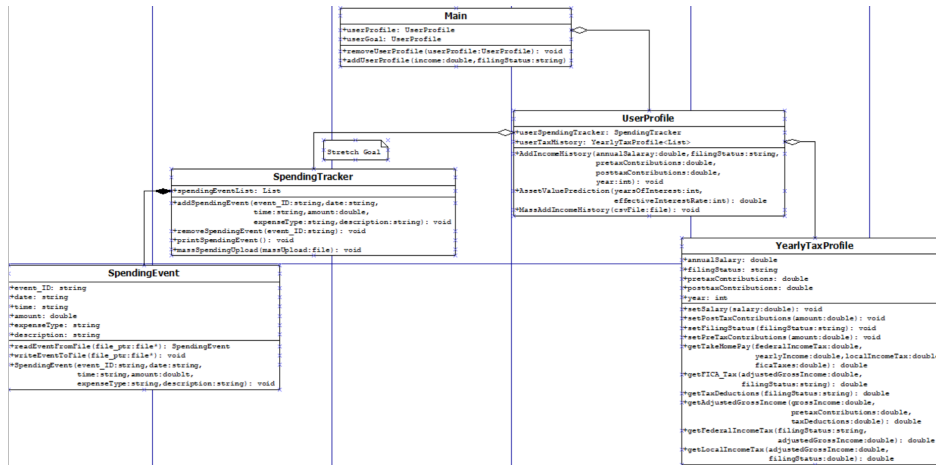 Main
+userProfile: UserProfile
+userGoal: UserProfile
+removeUserProfile(userProfile:UserProfile): void
+addUserProfile(income:double,filingStatus:string)
UserProfile
+userSpendingTracker: SpendingTracker
+userTaxHistory: YearlyTaxProfile<List>
+AddIncomeHistory(annualSalaray:double,filingStatus:string,
pretaxContributions:double,
posttaxContributions:double,
year:int): void
+AssetValuePrediction(yearsOfInterest:int,
effectiveInterestRate:int): double
+MassAddIncomeHistory(csvFile:file): void
Stretch Goal
SpendingTracker
+spendingEventList: List
+addSpendingEvent(event_ID:string,date:string,
time:string,amount:double,
expenseType:string,description:string): void
+removeSpendingEvent(event_ID:string): void
+printSpendingEvent(): void
+massSpendingUpload(massUpload:file): void
SpendingEvent
+event_ID: string
+date: string
+time: string
+amount: double
+expenseType: string
+description: string
+readEventFromFile(file_ptr:file*): SpendingEvent
+writeEventToFile(file_ptr:file*): void
+SpendingEvent(event_ID:string,date:string,
time:string,amount:doublt,
expenseType:string,description:string): void
YearlyTaxProfile
+annualSalary: double
+filingStatus: string
+pretaxContributions: double
+posttaxContributions: double
+year: int
+setSalary(salary:double): void
+setPostTaxContributions(amount:double): void
+setFilingStatus(filingStatus:string): void
+setPreTaxContributions(amount:double): void
+getTakeHomePay(federalIncomeTax:double,
yearlyIncome:double,localIncomeTax:double
ficaTaxes:double): double
+getFICA_Tax(adjustedGrossIncome:double,
filingStatus:string): double
+getTaxDeductions(filingStatus:string): double
+getAdjustedGrossIncome(grossIncome:double,
pretaxContributions:double,
taxDeductions:double): double
+getFederalIncomeTax(filingStatus:string,
adjustedGrossIncome:double): double
+getLocalIncomeTax(adjustedGrossIncome:double,
filingStatus:double): double